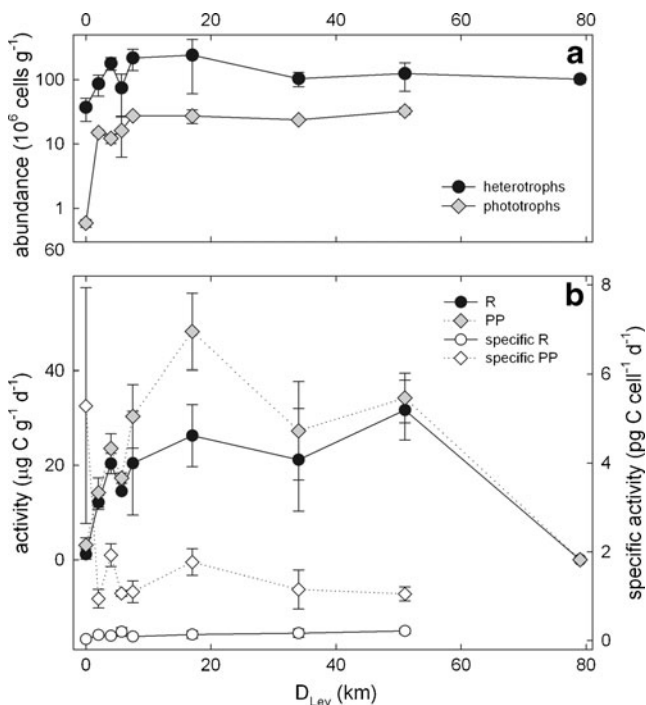 0 20 40 60 80
a
abundance (10⁶ cells g⁻¹)
100
10
1
heterotrophs
phototrophs
60
b
activity (µg C g⁻¹ d⁻¹)
40
20
0
R
PP
specific R
specific PP
8
6
4
2
0
specific activity (pg C cell⁻¹ d⁻¹)
0 20 40 60 80
D_Lev (km)